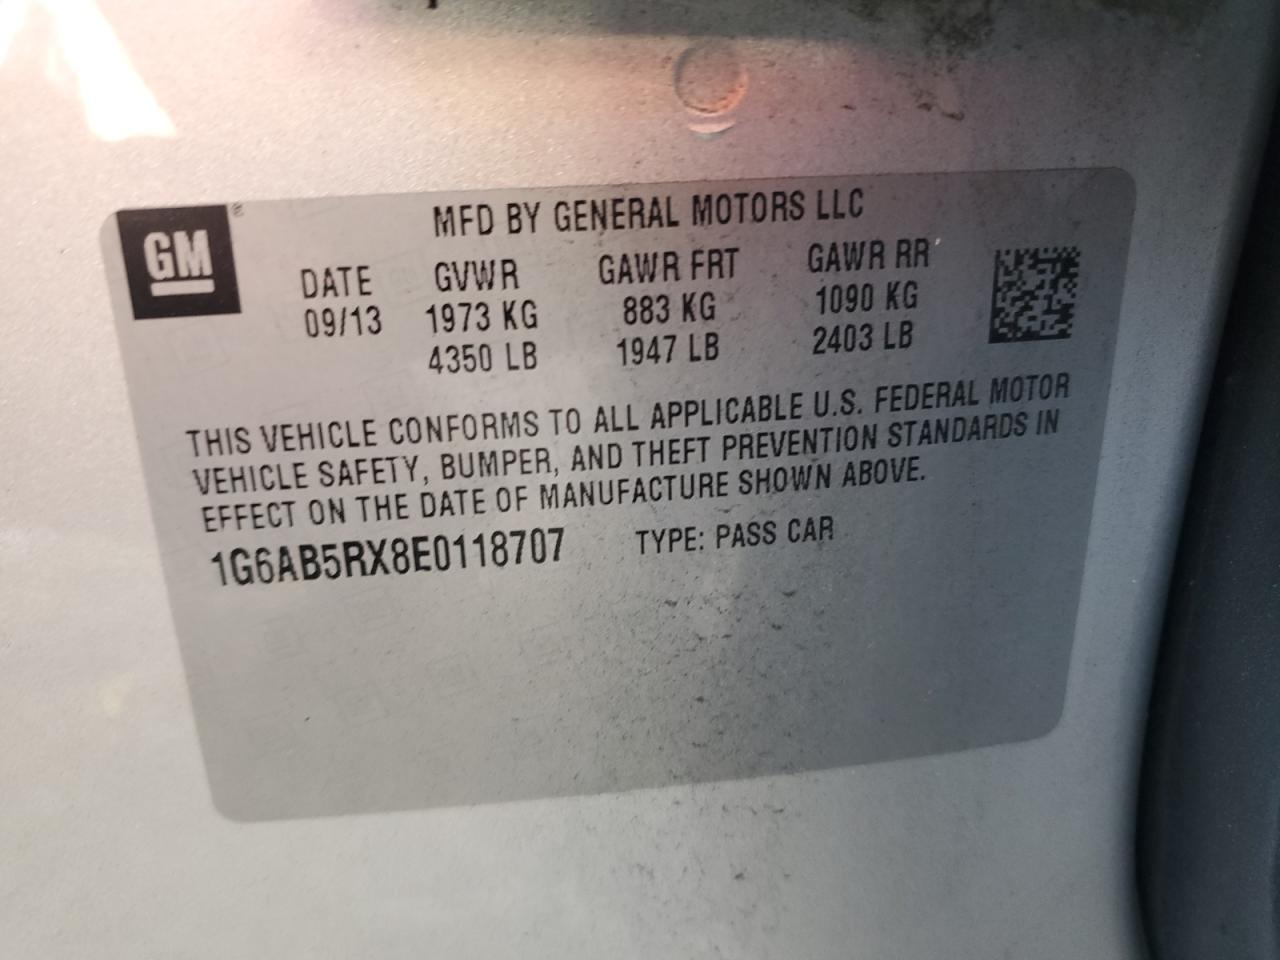 GM ®
MFD BY GENERAL MOTORS LLC
DATE GVWR GAWR FRT GAWR RR
09/13 1973 KG 883 KG 1090 KG
4350 LB 1947 LB 2403 LB
THIS VEHICLE CONFORMS TO ALL APPLICABLE U.S. FEDERAL MOTOR
VEHICLE SAFETY, BUMPER, AND THEFT PREVENTION STANDARDS IN
EFFECT ON THE DATE OF MANUFACTURE SHOWN ABOVE.
1G6AB5RX8E0118707 TYPE: PASS CAR